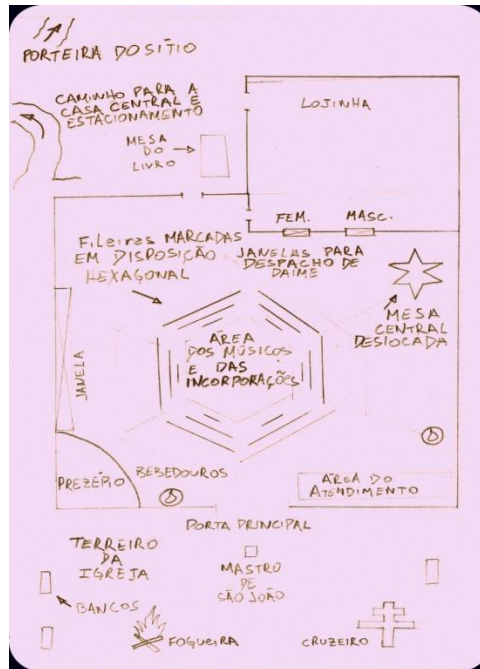 PORTEIRA DO SÍTIO
CAMINHO PARA A
CASA CENTRAL E
ESTACIONAMENTO
LOJINHA
MESA
DO
LIVRO
FEM.
MASC.
FILEIRAS MARCADAS
EM DISPOSIÇÃO
HEXAGONAL
JANELAS PARA
DESPACHO DE
DAIME
MESA
CENTRAL
DESLOCADA
ÁREA
DOS MÚSICOS
E DAS
INCORPORAÇÕES
JANELA
PREZÉPIO
BEBEDOUROS
ÁREA DO
ATENDIMENTO
PORTA PRINCIPAL
TERREIRO
DA
IGREJA
MASTRO
DE
SÃO JOÃO
BANCOS
FOGUEIRA
CRUZEIRO